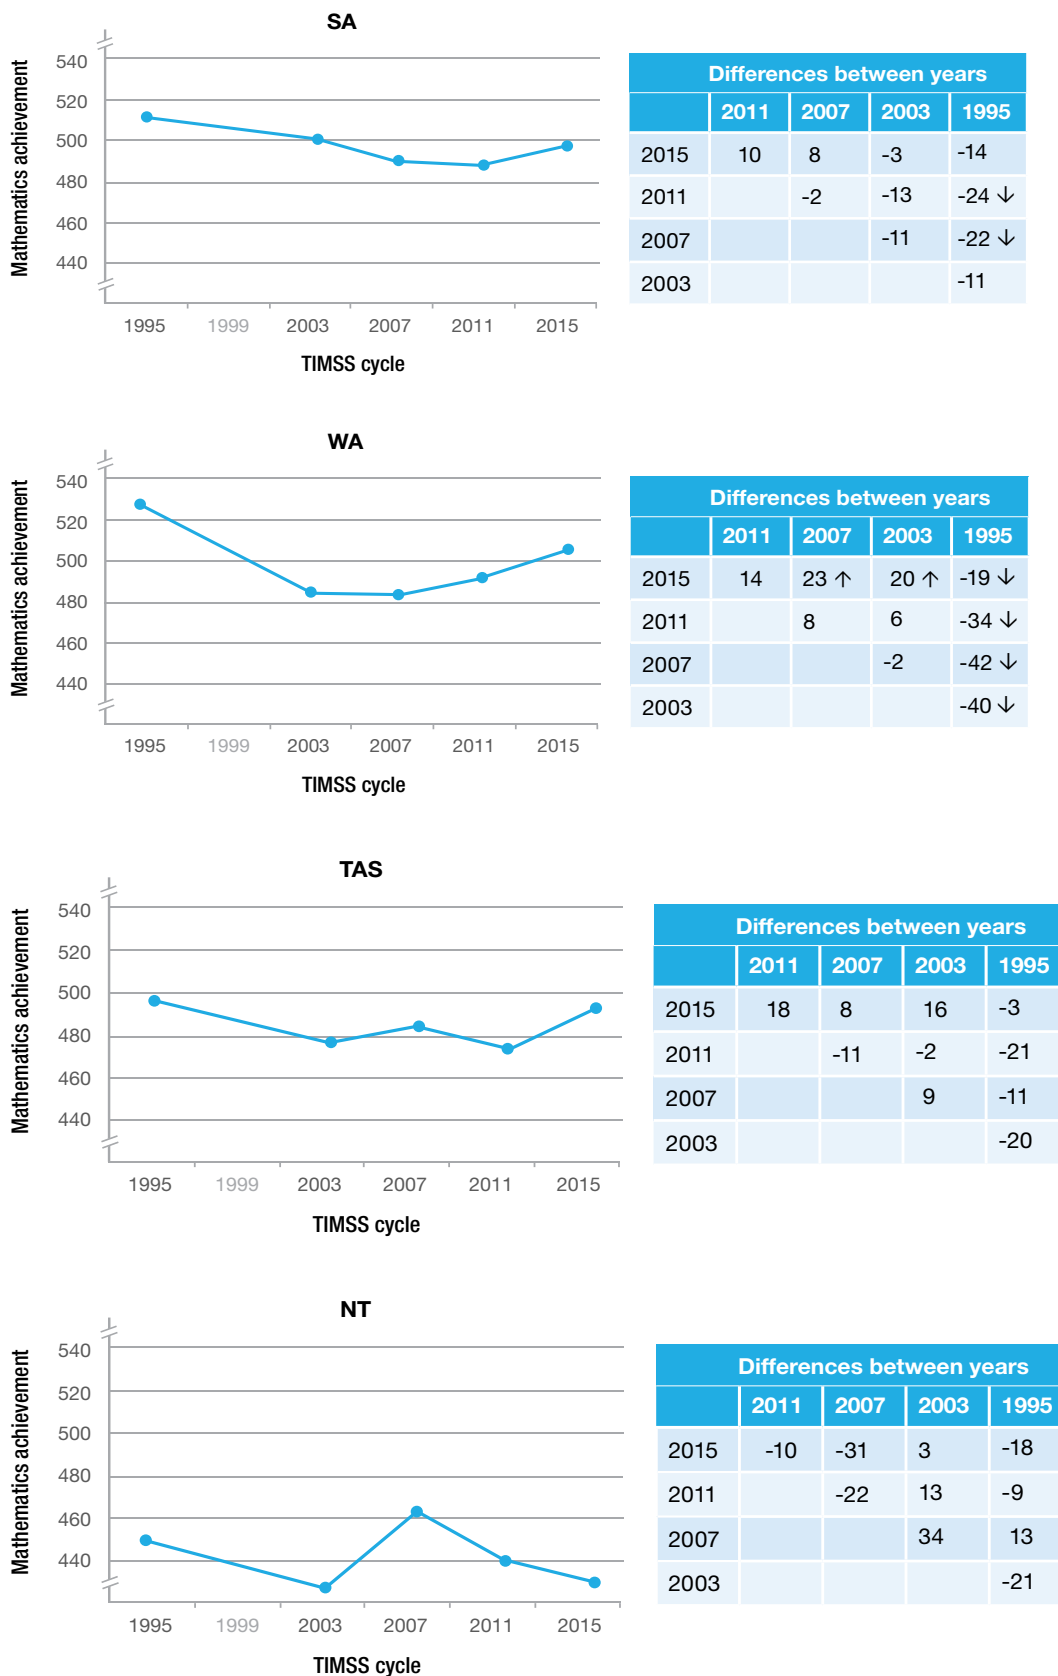 SA
Mathematics achievement
540
520
500
480
460
440
1995 1999 2003 2007 2011 2015
TIMSS cycle
Differences between years
2011 2007 2003 1995
2015 10 8 -3 -14
2011 -2 -13 -24 ↓
2007 -11 -22 ↓
2003 -11
WA
Mathematics achievement
540
520
500
480
460
440
1995 1999 2003 2007 2011 2015
TIMSS cycle
Differences between years
2011 2007 2003 1995
2015 14 23 ↑ 20 ↑ -19 ↓
2011 8 6 -34 ↓
2007 -2 -42 ↓
2003 -40 ↓
TAS
Mathematics achievement
540
520
500
480
460
440
1995 1999 2003 2007 2011 2015
TIMSS cycle
Differences between years
2011 2007 2003 1995
2015 18 8 16 -3
2011 -11 -2 -21
2007 9 -11
2003 -20
NT
Mathematics achievement
540
520
500
480
460
440
1995 1999 2003 2007 2011 2015
TIMSS cycle
Differences between years
2011 2007 2003 1995
2015 -10 -31 3 -18
2011 -22 13 -9
2007 34 13
2003 -21